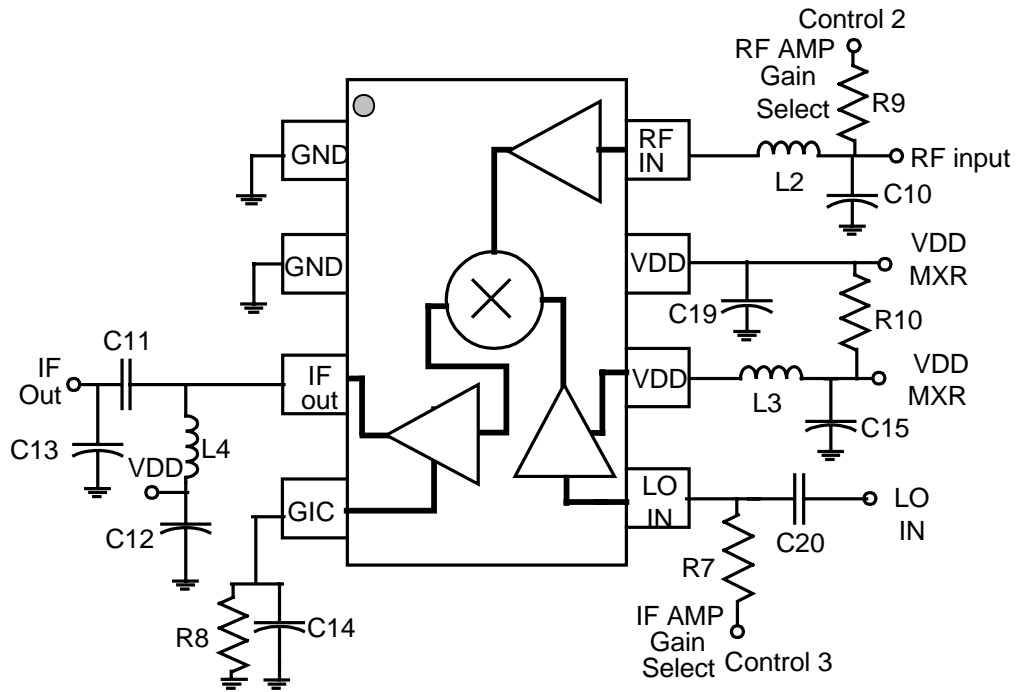 Control 2
RF AMP
Gain
Select
R9
GND
RF
IN
L2
RF input
C10
GND
VDD
VDD
MXR
C19
R10
C11
IF
Out
IF
out
VDD
L3
VDD
MXR
C15
C13
L4
VDD
C12
GIC
LO
IN
C20
LO
IN
R7
R8
C14
IF AMP
Gain
Select
Control 3